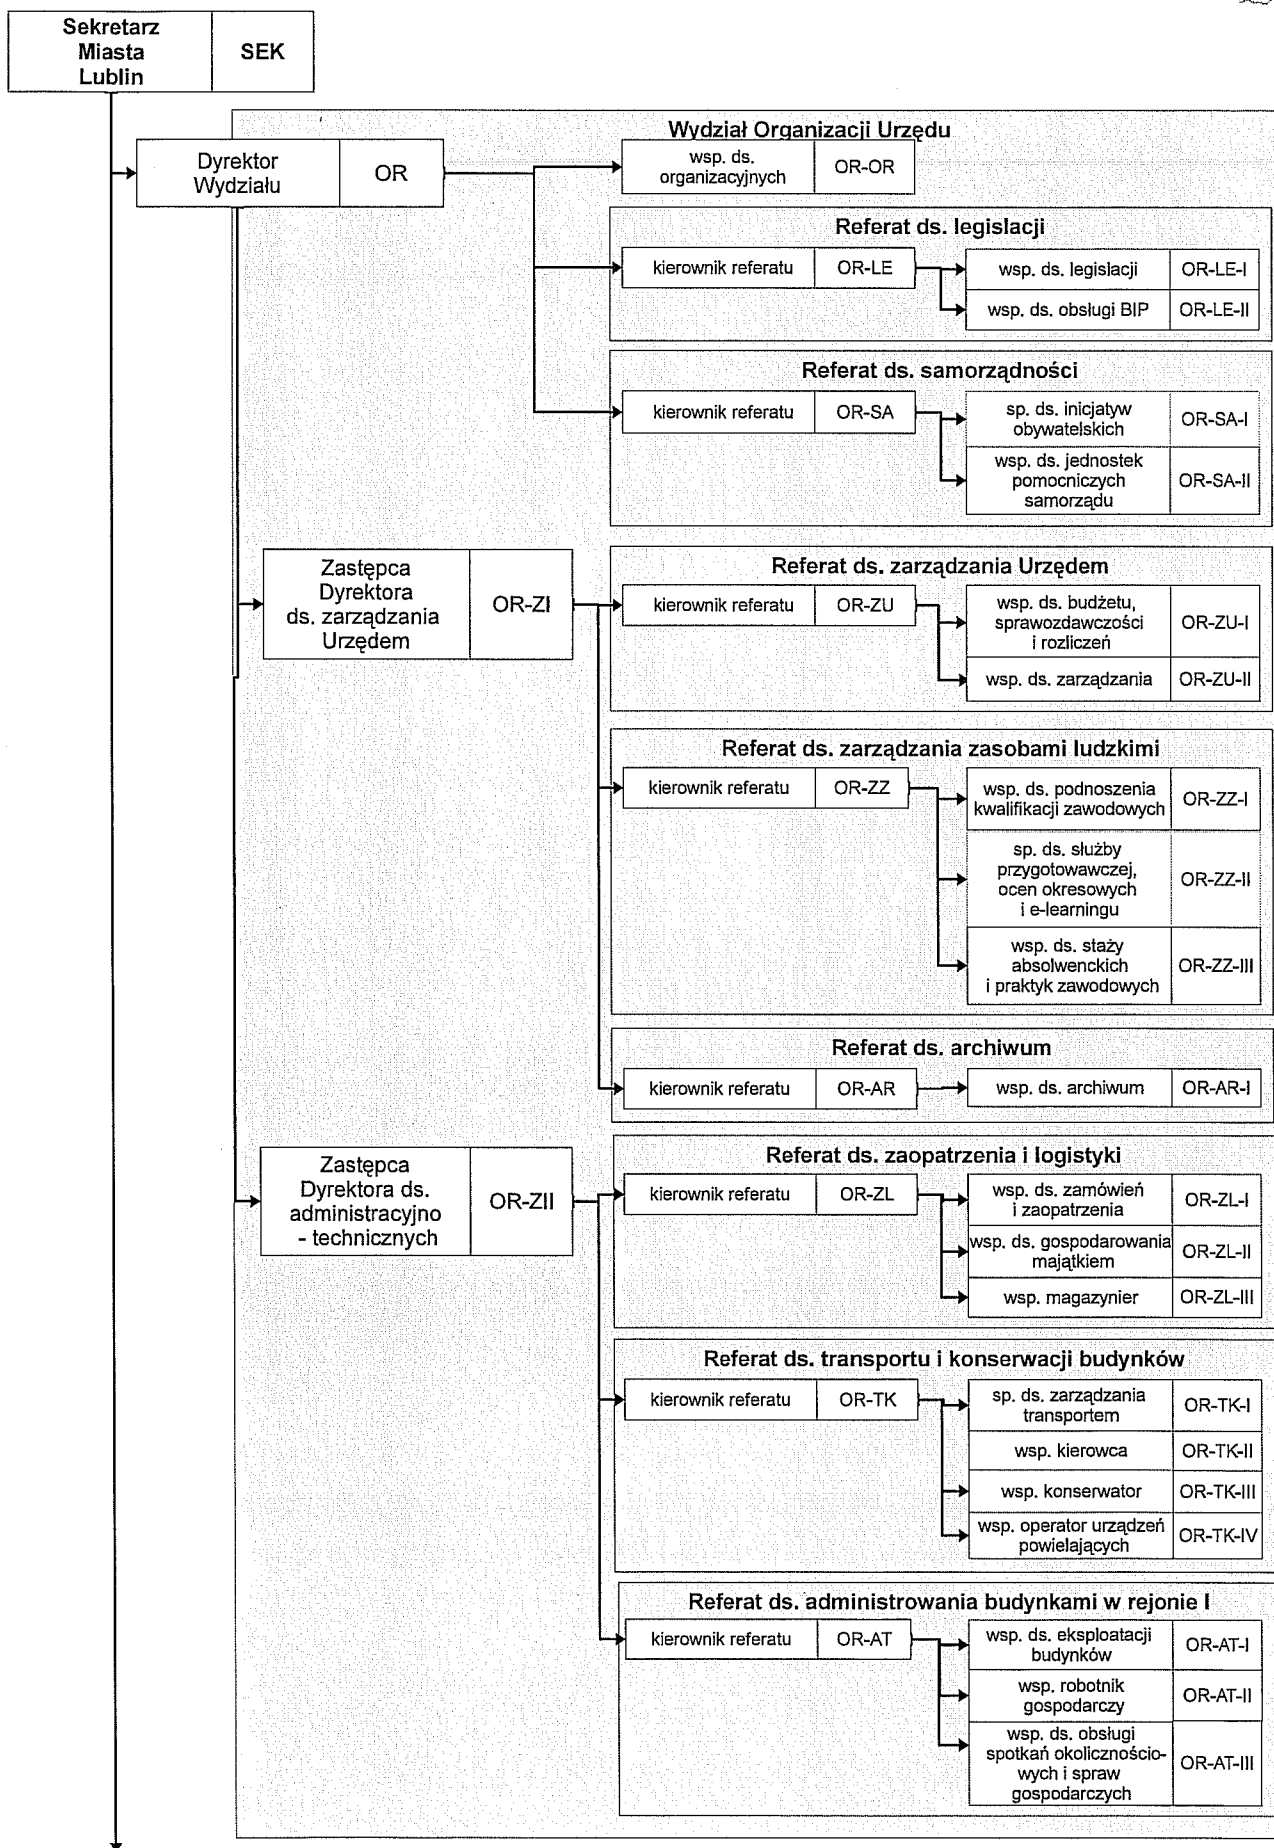 Sekretarz
Miasta
Lublin
SEK
Wydział Organizacji Urzędu
Dyrektor
Wydziału
OR
wsp. ds.
organizacyjnych
OR-OR
Referat ds. legislacji
kierownik referatu
OR-LE
wsp. ds. legislacji
OR-LE-I
wsp. ds. obsługi BIP
OR-LE-II
Referat ds. samorządności
kierownik referatu
OR-SA
sp. ds. inicjatyw
obywatelskich
OR-SA-I
wsp. ds. jednostek
pomocniczych
samorządu
OR-SA-II
Zastępca
Dyrektora
ds. zarządzania
Urzędem
OR-ZI
Referat ds. zarządzania Urzędem
kierownik referatu
OR-ZU
wsp. ds. budżetu,
sprawozdawczości
i rozliczeń
OR-ZU-I
wsp. ds. zarządzania
OR-ZU-II
Referat ds. zarządzania zasobami ludzkimi
kierownik referatu
OR-ZZ
wsp. ds. podnoszenia
kwalifikacji zawodowych
OR-ZZ-I
sp. ds. służby
przygotowawczej,
ocen okresowych
i e-learningu
OR-ZZ-II
wsp. ds. staży
absolwenckich
i praktyk zawodowych
OR-ZZ-III
Referat ds. archiwum
kierownik referatu
OR-AR
wsp. ds. archiwum
OR-AR-I
Zastępca
Dyrektora ds.
administracyjno
- technicznych
OR-ZII
Referat ds. zaopatrzenia i logistyki
kierownik referatu
OR-ZL
wsp. ds. zamówień
i zaopatrzenia
OR-ZL-I
wsp. ds. gospodarowania
majątkiem
OR-ZL-II
wsp. magazynier
OR-ZL-III
Referat ds. transportu i konserwacji budynków
kierownik referatu
OR-TK
sp. ds. zarządzania
transportem
OR-TK-I
wsp. kierowca
OR-TK-II
wsp. konserwator
OR-TK-III
wsp. operator urządzeń
powielających
OR-TK-IV
Referat ds. administrowania budynkami w rejonie I
kierownik referatu
OR-AT
wsp. ds. eksploatacji
budynków
OR-AT-I
wsp. robotnik
gospodarczy
OR-AT-II
wsp. ds. obsługi
spotkań okolicznościo-
wych i spraw
gospodarczych
OR-AT-III